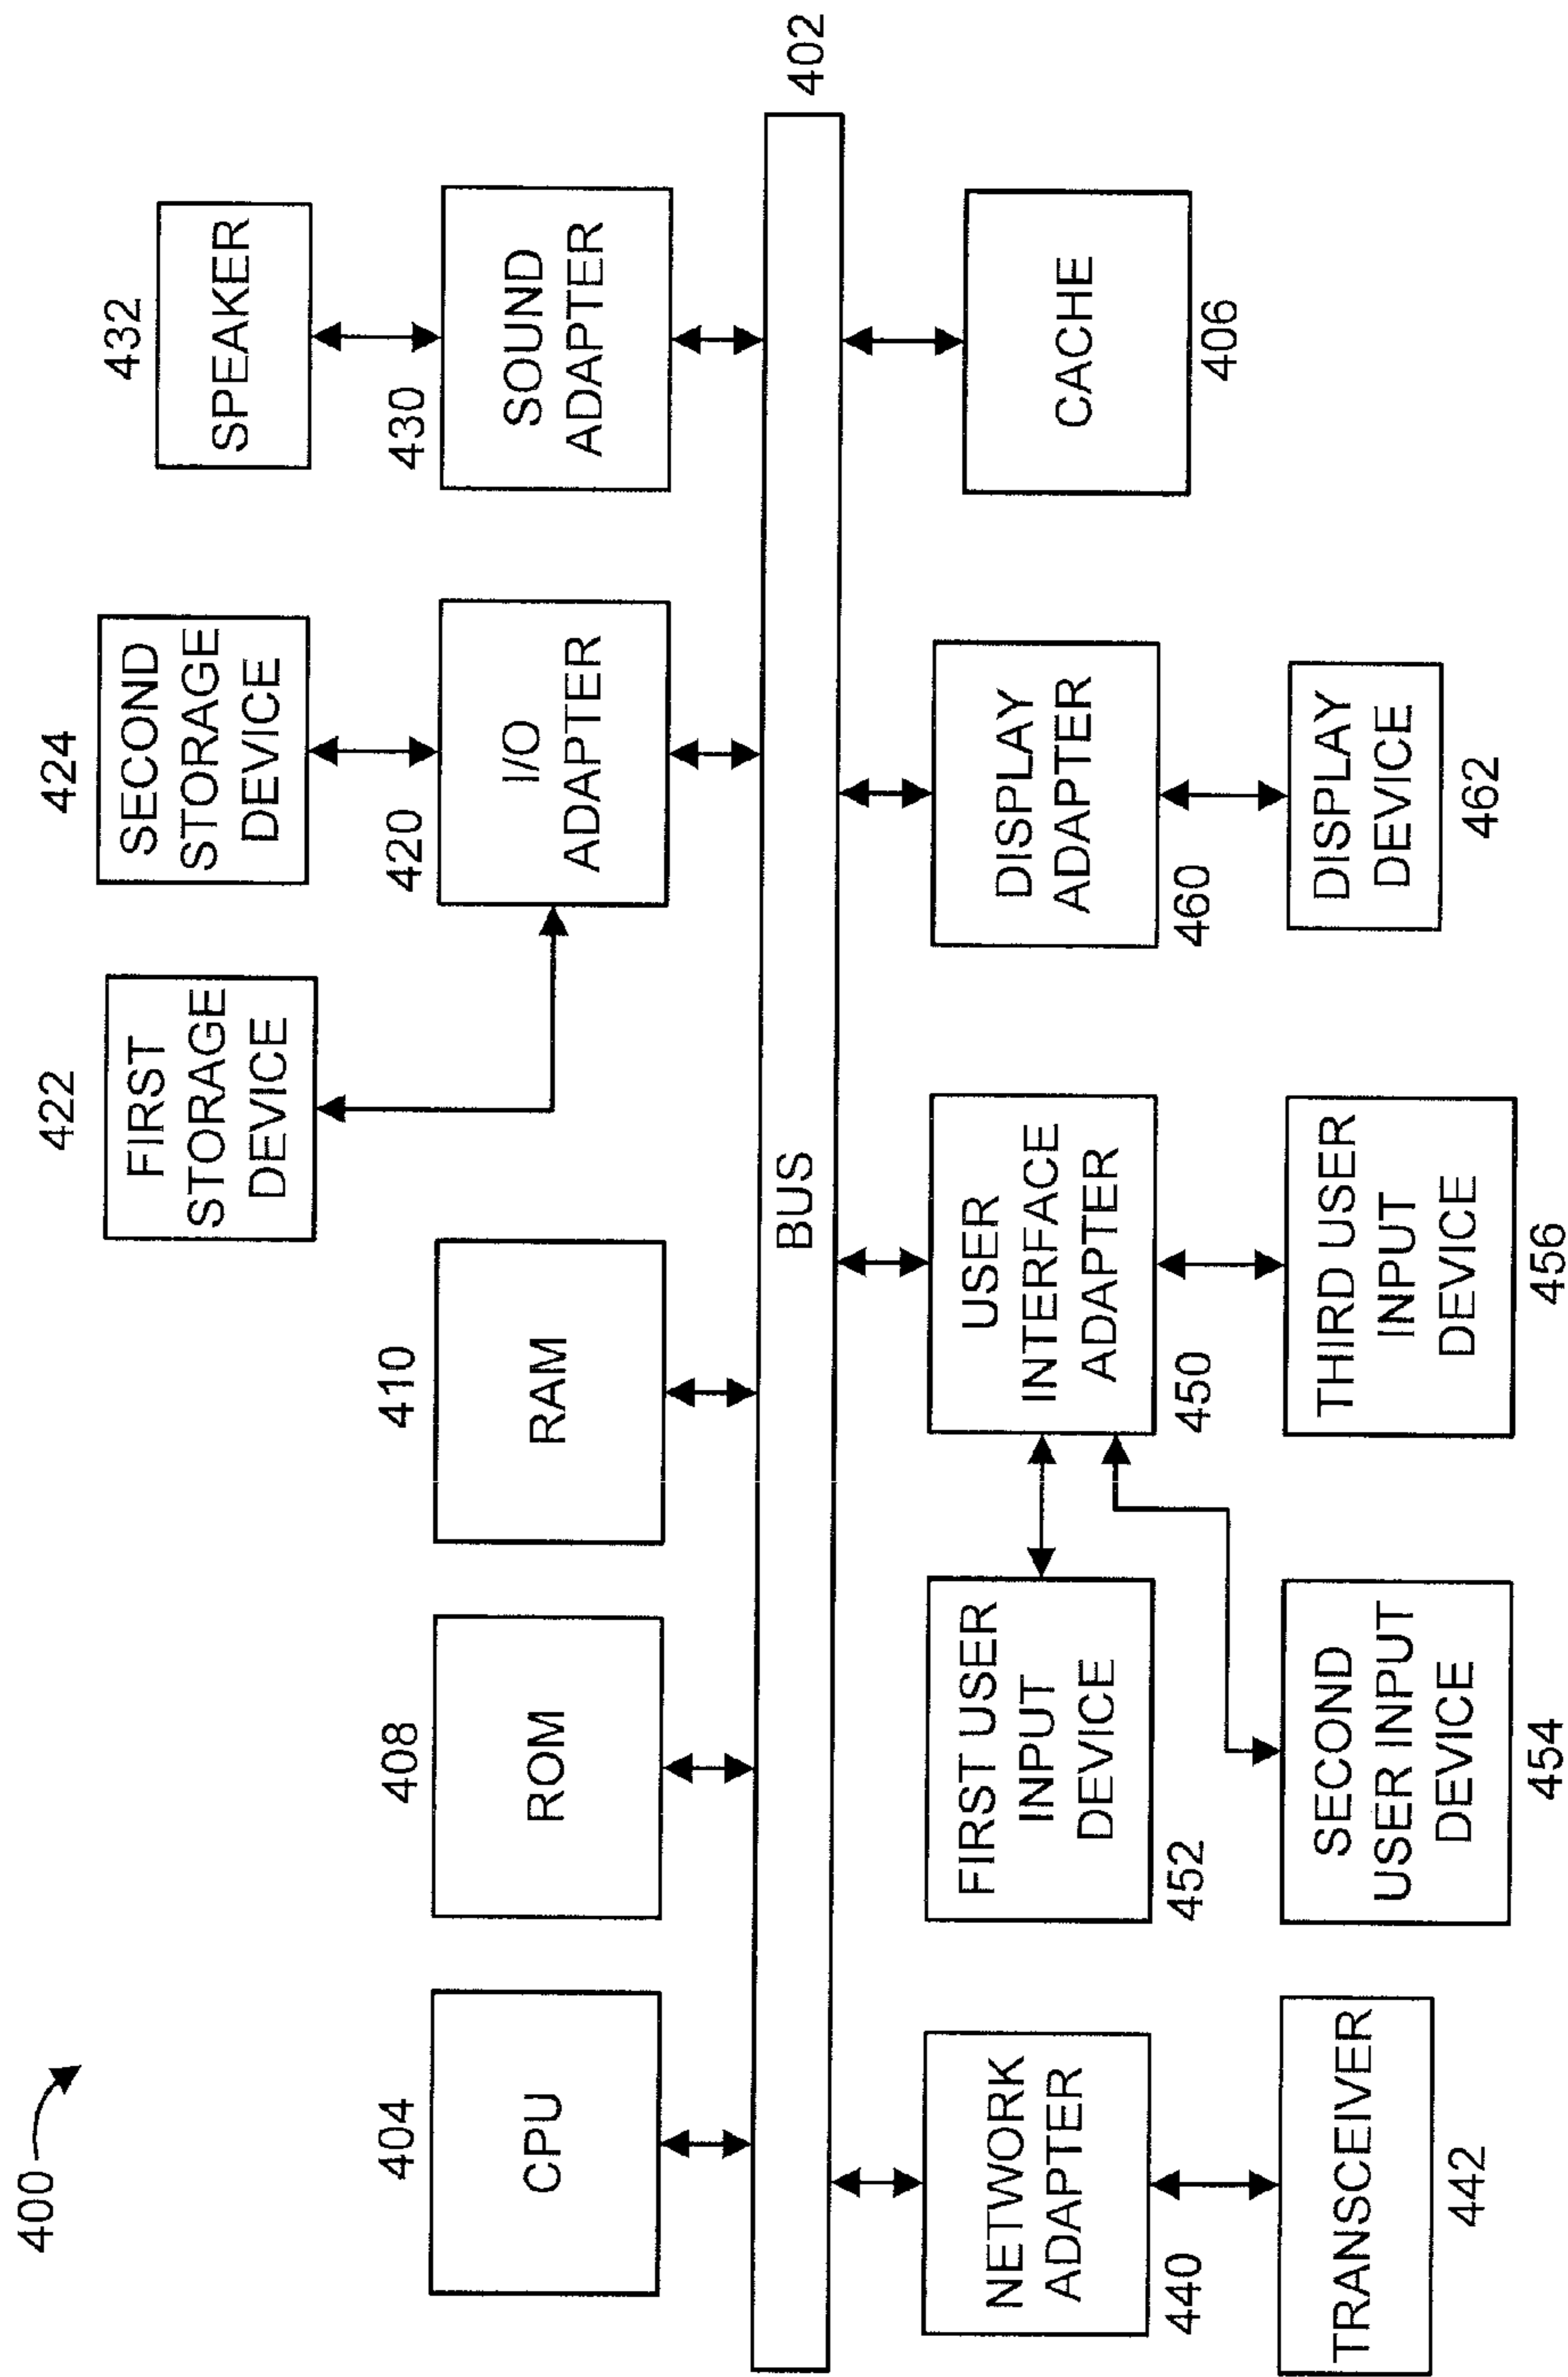 400
404
CPU
408
ROM
410
RAM
422
FIRST
STORAGE
DEVICE
424
SECOND
STORAGE
DEVICE
420
I/O
ADAPTER
432
SPEAKER
430
SOUND
ADAPTER
BUS
402
NETWORK
ADAPTER
440
TRANSCEIVER
442
FIRST USER
INPUT
DEVICE
452
SECOND
USER INPUT
DEVICE
454
USER
INTERFACE
ADAPTER
450
THIRD USER
INPUT
DEVICE
456
DISPLAY
ADAPTER
460
DISPLAY
DEVICE
462
CACHE
406